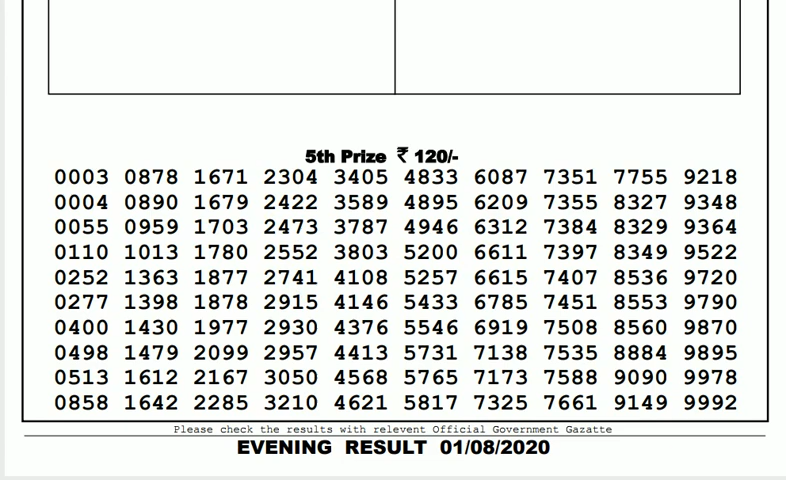 5th Prize ₹ 120/-
0003 0878 1671 2304 3405 4833 6087 7351 7755 9218
0004 0890 1679 2422 3589 4895 6209 7355 8327 9348
0055 0959 1703 2473 3787 4946 6312 7384 8329 9364
0110 1013 1780 2552 3803 5200 6611 7397 8349 9522
0252 1363 1877 2741 4108 5257 6615 7407 8536 9720
0277 1398 1878 2915 4146 5433 6785 7451 8553 9790
0400 1430 1977 2930 4376 5546 6919 7508 8560 9870
0498 1479 2099 2957 4413 5731 7138 7535 8884 9895
0513 1612 2167 3050 4568 5765 7173 7588 9090 9978
0858 1642 2285 3210 4621 5817 7325 7661 9149 9992
Please check the results with relevent Official Government Gazatte
EVENING RESULT 01/08/2020